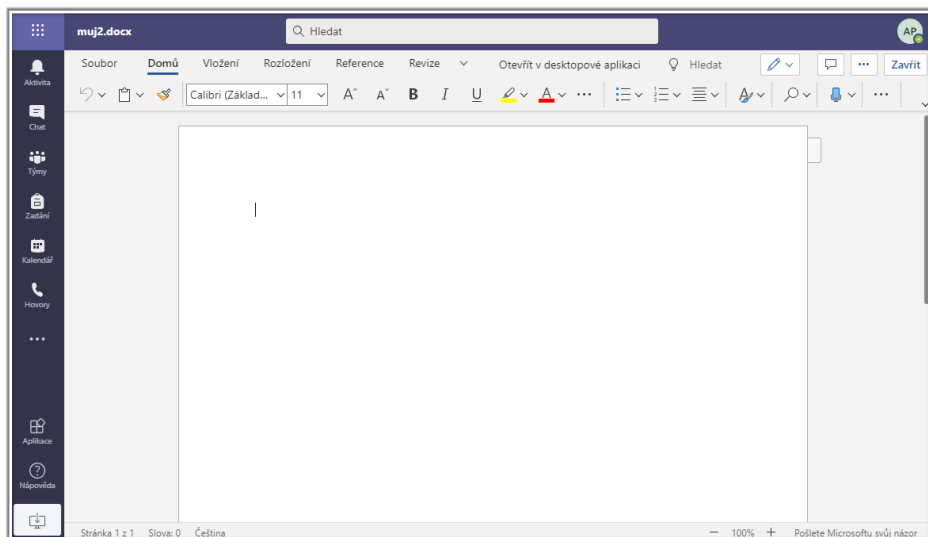 muj2.docx
Hledat
AP
Aktivita
Chat
Týmy
Zadání
Kalendář
Hovory
Aplikace
Nápověda
Soubor Domů Vložení Rozložení Reference Revize Otevřít v desktopové aplikaci Hledat Zavřít
Calibri (Základ... 11 A A B I U A
Stránka 1 z 1 Slova: 0 Čeština 100% Pošlete Microsoftu svůj názor